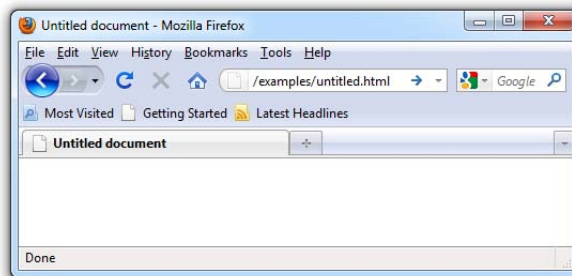 Untitled document - Mozilla Firefox
File Edit View History Bookmarks Tools Help
/examples/untitled.html Google
Most Visited Getting Started Latest Headlines
Untitled document
Done